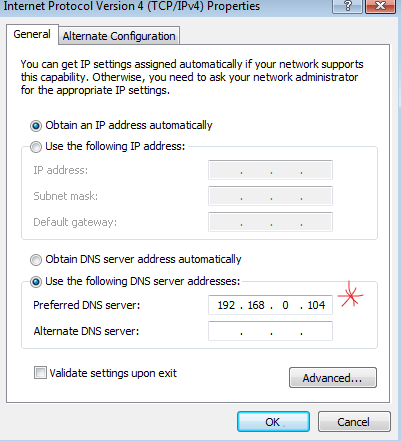 Internet Protocol Version 4 (TCP/IPv4) Properties
?
General
Alternate Configuration
You can get IP settings assigned automatically if your network supports
this capability. Otherwise, you need to ask your network administrator
for the appropriate IP settings.
Obtain an IP address automatically
Use the following IP address:
IP address:
. . .
Subnet mask:
. . .
Default gateway:
. . .
Obtain DNS server address automatically
Use the following DNS server addresses:
Preferred DNS server: 192 . 168 . 0 . 104
Alternate DNS server: . . .
Validate settings upon exit
Advanced...
OK Cancel